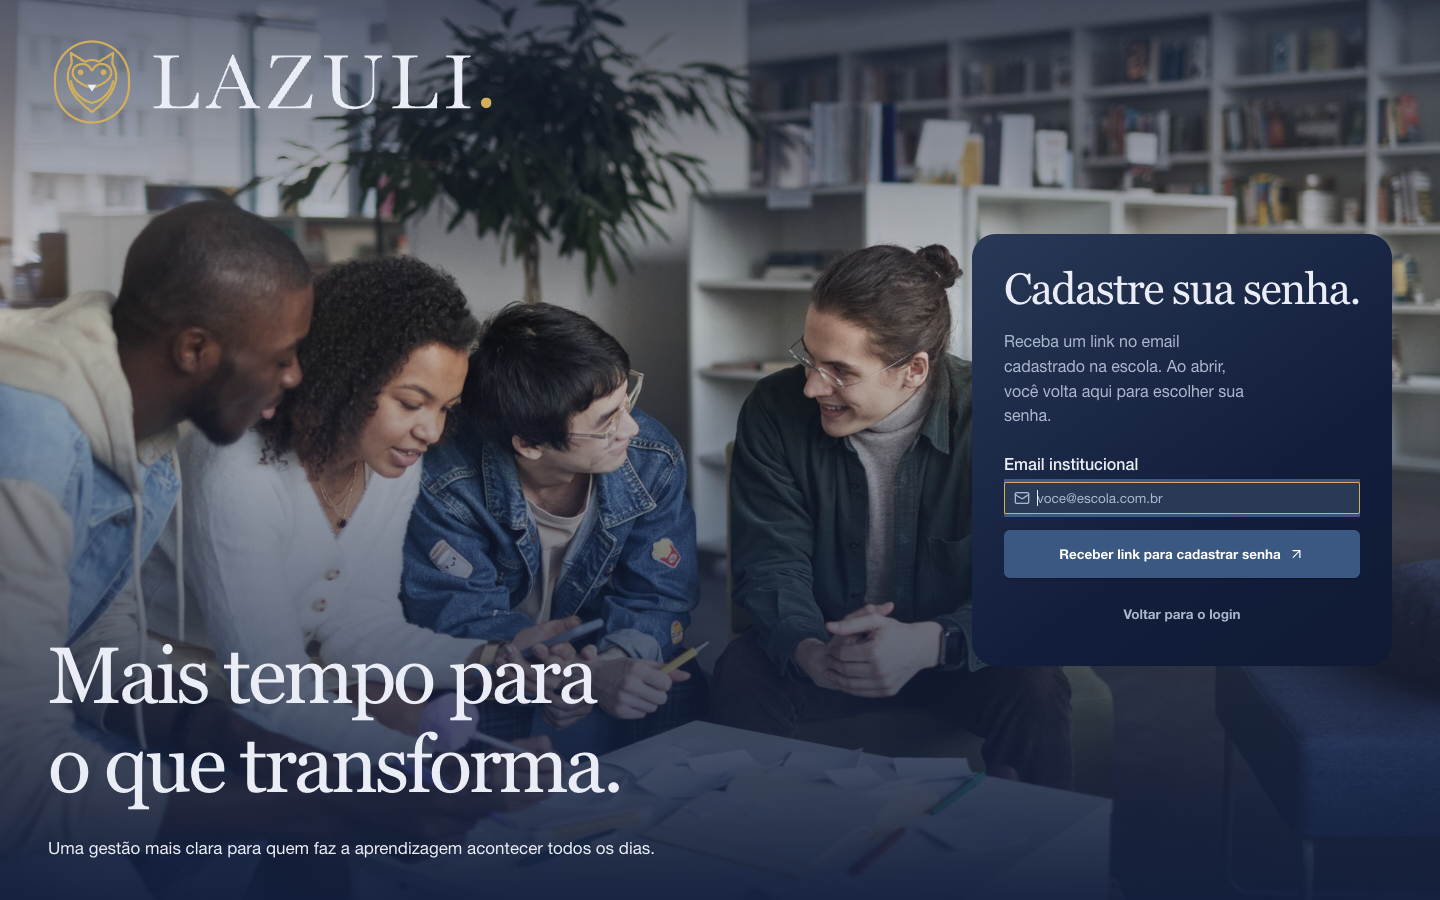 LAZULI.
Cadastre sua senha.
Receba um link no email
cadastrado na escola. Ao abrir,
você volta aqui para escolher sua
senha.
Email institucional
voce@escola.com.br
Receber link para cadastrar senha
Voltar para o login
Mais tempo para
o que transforma.
Uma gestão mais clara para quem faz a aprendizagem acontecer todos os dias.